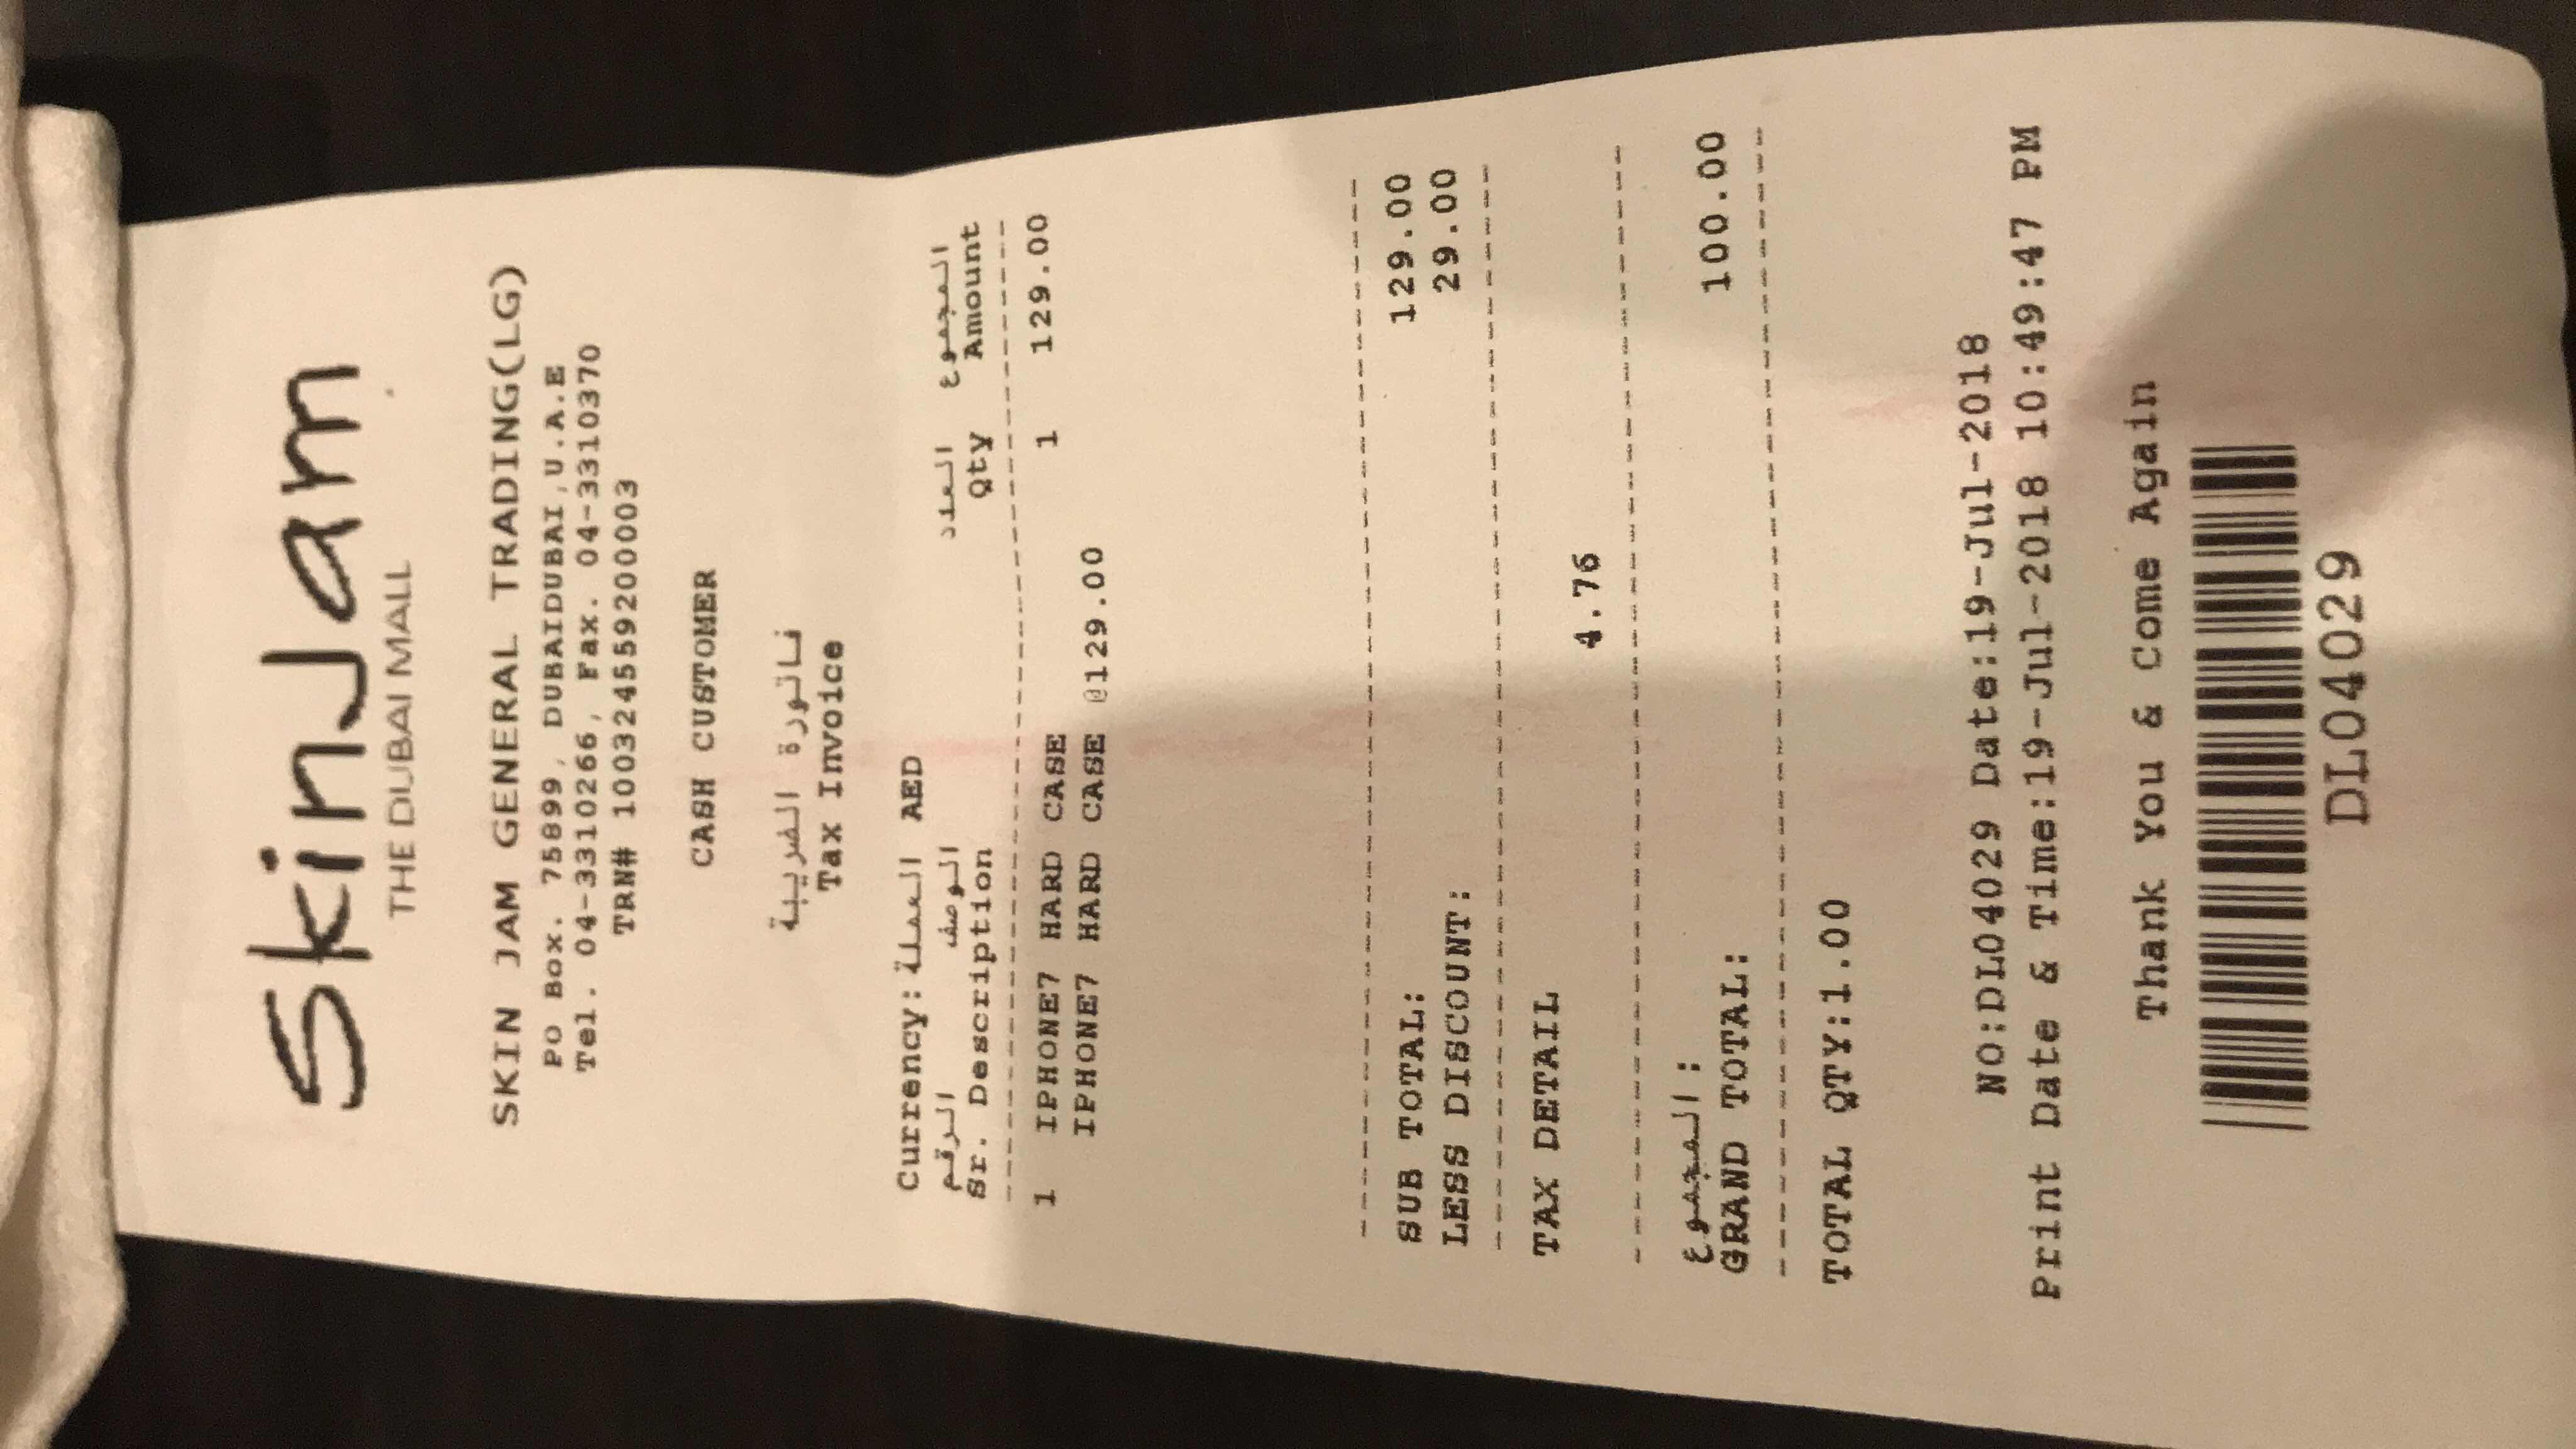 SkinJam
THE DUBAI MALL
SKIN JAM GENERAL TRADING(LG)
PO Box. 75899, DUBAIDUBAI,U.A.E
Tel. 04-3310266, Fax. 04-3310370
TRN# 100324559200003
CASH CUSTOMER
فاتورة الضريبة
Tax Invoice
Currency: العملة AED
الرقم الوصف العدد المجموع
Sr. Description Qty Amount
1 IPHONE7 HARD CASE 1 129.00
IPHONE7 HARD CASE @129.00
SUB TOTAL: 129.00
LESS DISCOUNT: 29.00
TAX DETAIL
4.76
المجموع :
GRAND TOTAL: 100.00
TOTAL QTY:1.00
NO:DL04029 Date:19-Jul-2018
Print Date & Time:19-Jul-2018 10:49:47 PM
Thank You & Come Again
DL04029